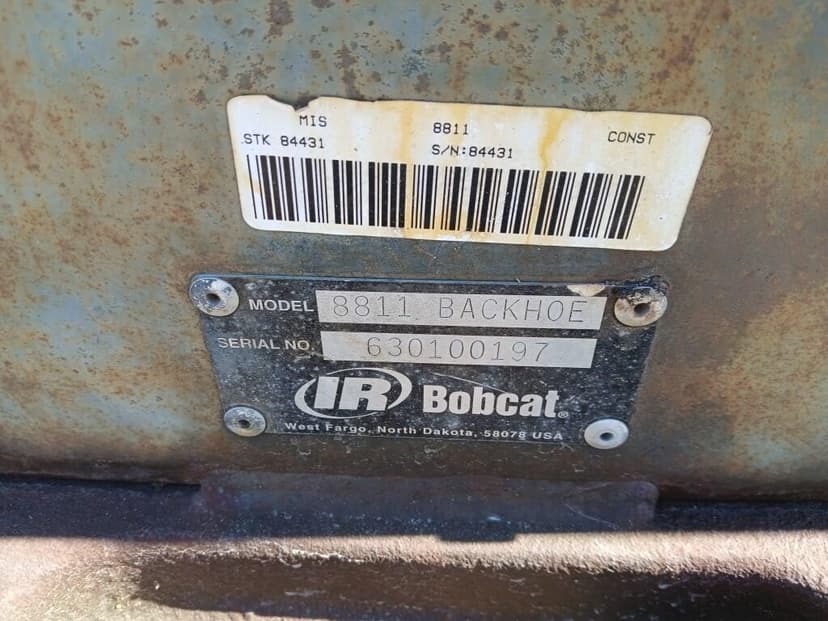 MIS 8811 CONST
STK 84431 S/N:84431
MODEL 8811 BACKHOE
SERIAL NO. 630100197
IR Bobcat®
West Fargo, North Dakota, 58078 USA